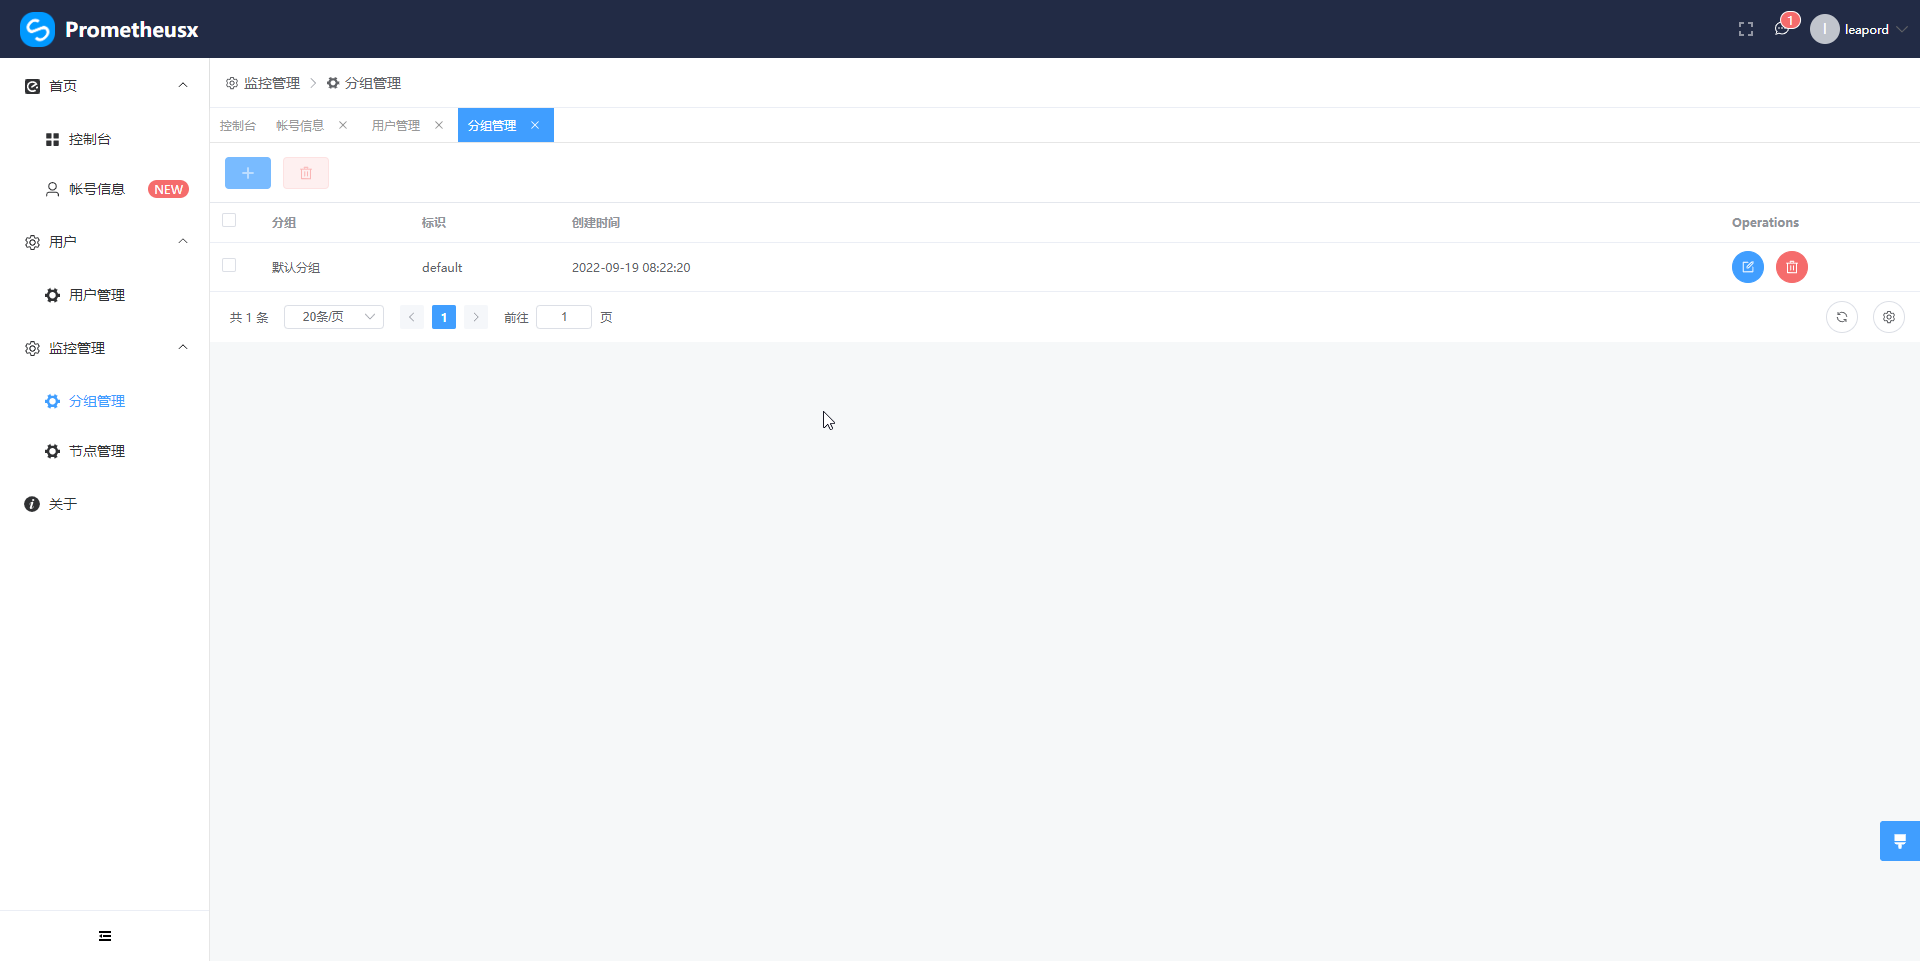 Prometheusx
1
l
leapord
首页
控制台
帐号信息 NEW
用户
用户管理
监控管理
分组管理
节点管理
关于
监控管理 > 分组管理
控制台 帐号信息 用户管理 分组管理
分组 标识 创建时间 Operations
默认分组 default 2022-09-19 08:22:20
共 1 条 20条/页 1 前往 1 页